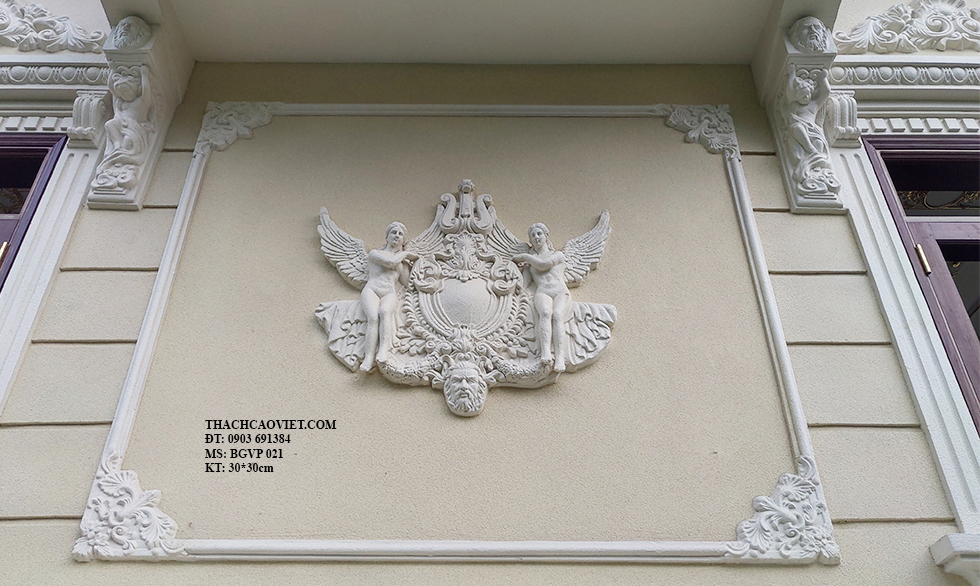 THACHCAOVIET.COM
ĐT: 0903 691384
MS: BGVP 021
KT: 30*30cm